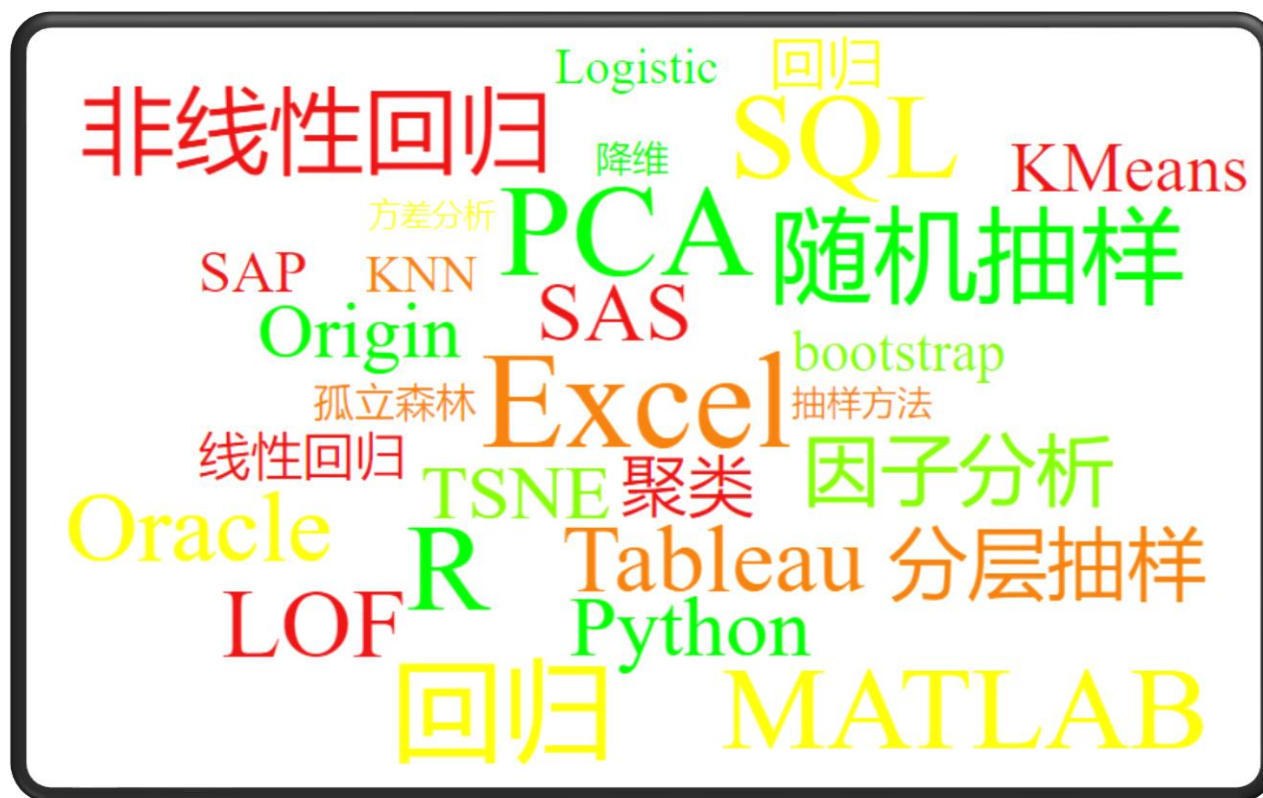 Logistic
回归
非线性回归
SQL
降维
KMeans
方差分析
PCA
随机抽样
SAP
KNN
SAS
Origin
bootstrap
Excel
孤立森林
抽样方法
线性回归
TSNE
聚类
因子分析
Oracle
R
Tableau
分层抽样
LOF
Python
回归
MATLAB